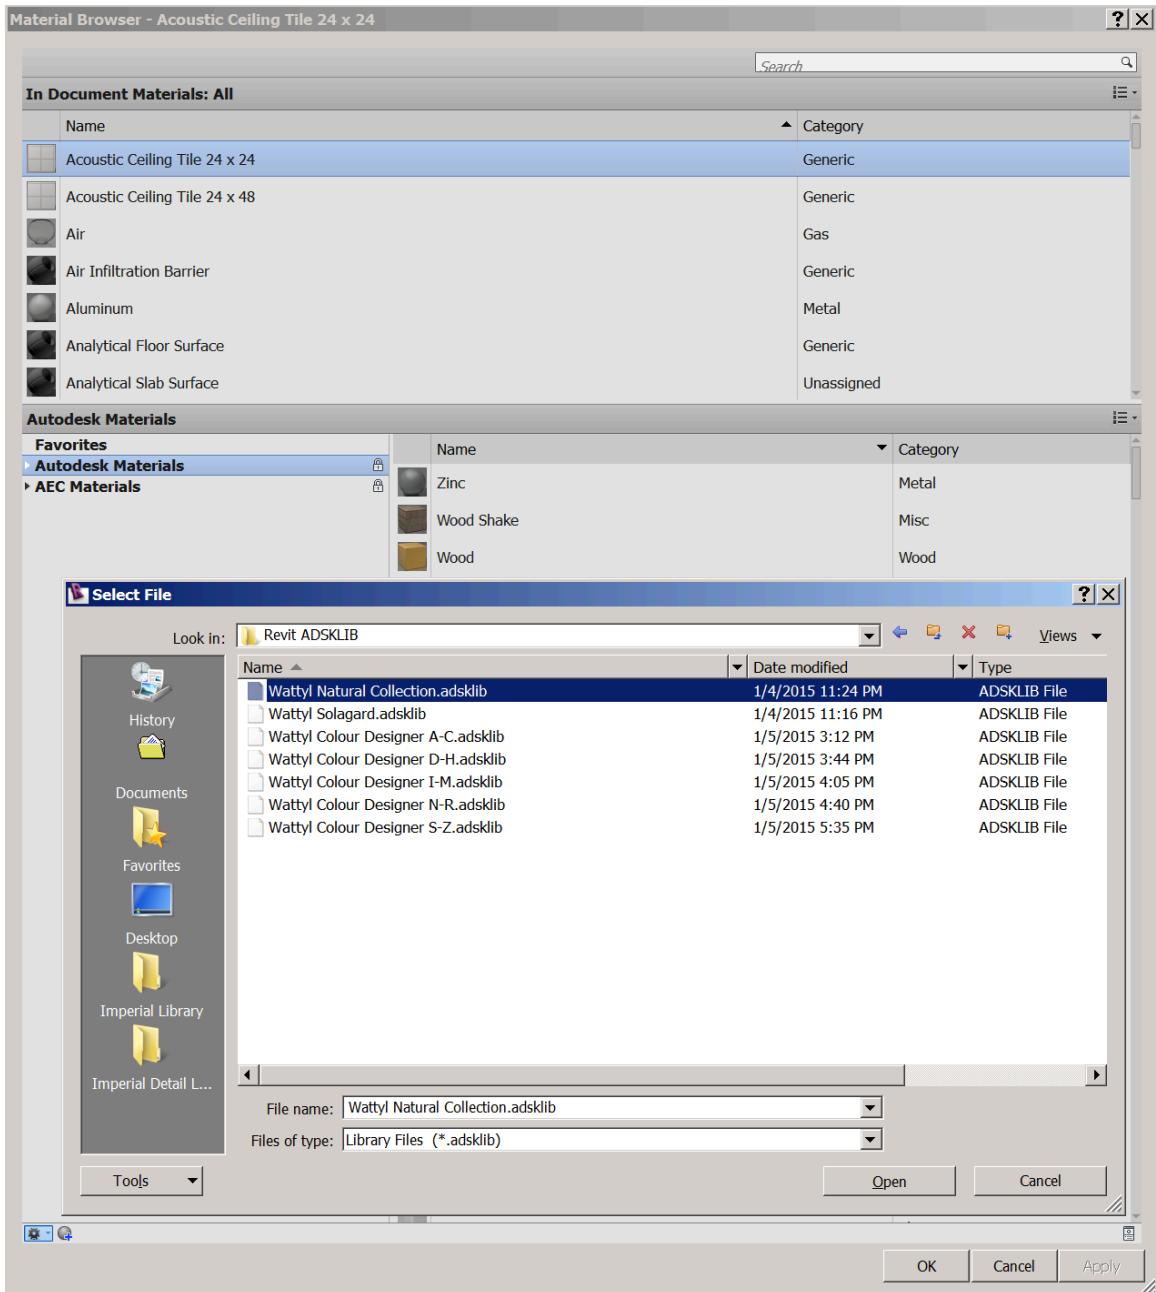 Material Browser - Acoustic Ceiling Tile 24 x 24
Search
In Document Materials: All
Name Category
Acoustic Ceiling Tile 24 x 24 Generic
Acoustic Ceiling Tile 24 x 48 Generic
Air Gas
Air Infiltration Barrier Generic
Aluminum Metal
Analytical Floor Surface Generic
Analytical Slab Surface Unassigned
Autodesk Materials
Favorites
Autodesk Materials
AEC Materials
Name Category
Zinc Metal
Wood Shake Misc
Wood Wood
Select File
Look in: Revit ADSKLIB Views
Name Date modified Type
Wattyl Natural Collection.adsklib 1/4/2015 11:24 PM ADSKLIB File
Wattyl Solagard.adsklib 1/4/2015 11:16 PM ADSKLIB File
Wattyl Colour Designer A-C.adsklib 1/5/2015 3:12 PM ADSKLIB File
Wattyl Colour Designer D-H.adsklib 1/5/2015 3:44 PM ADSKLIB File
Wattyl Colour Designer I-M.adsklib 1/5/2015 4:05 PM ADSKLIB File
Wattyl Colour Designer N-R.adsklib 1/5/2015 4:40 PM ADSKLIB File
Wattyl Colour Designer S-Z.adsklib 1/5/2015 5:35 PM ADSKLIB File
History
Documents
Favorites
Desktop
Imperial Library
Imperial Detail L...
File name: Wattyl Natural Collection.adsklib
Files of type: Library Files (*.adsklib)
Tools Open Cancel
OK Cancel Apply